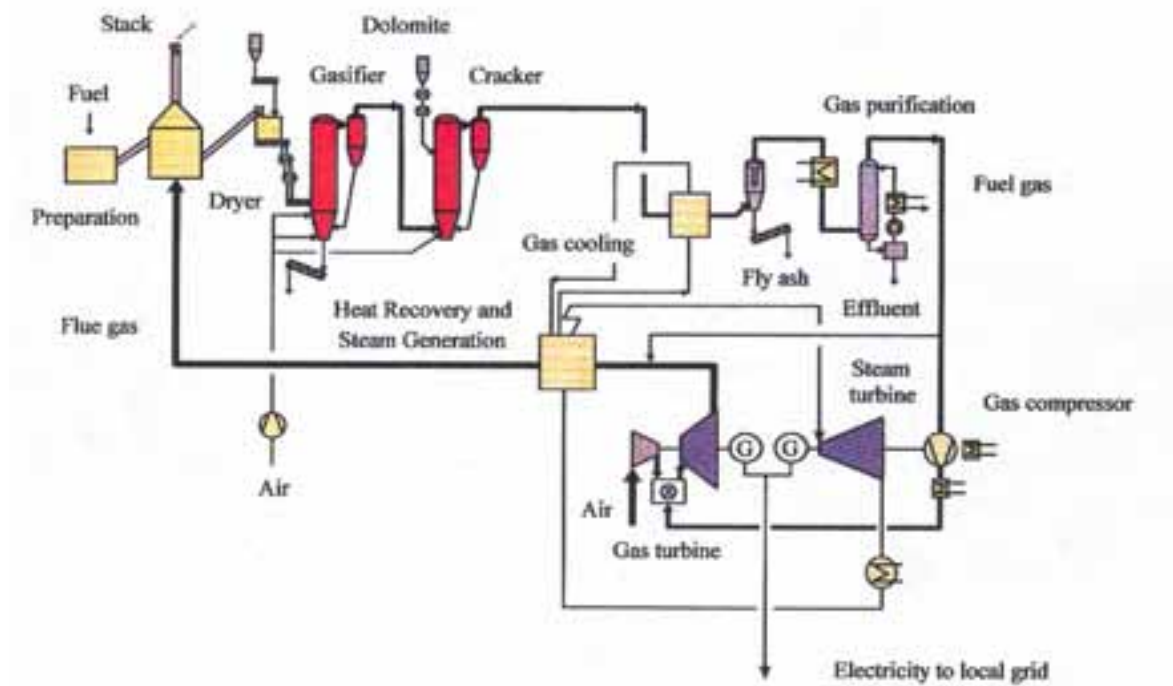 Stack
Dolomite
Gasifier
Cracker
Fuel
Gas purification
Dryer
Fuel gas
Preparation
Gas cooling
Fly ash
Heat Recovery and
Steam Generation
Effluent
Flue gas
Steam
turbine
Gas compressor
G
G
Air
Air
Gas turbine
Electricity to local grid